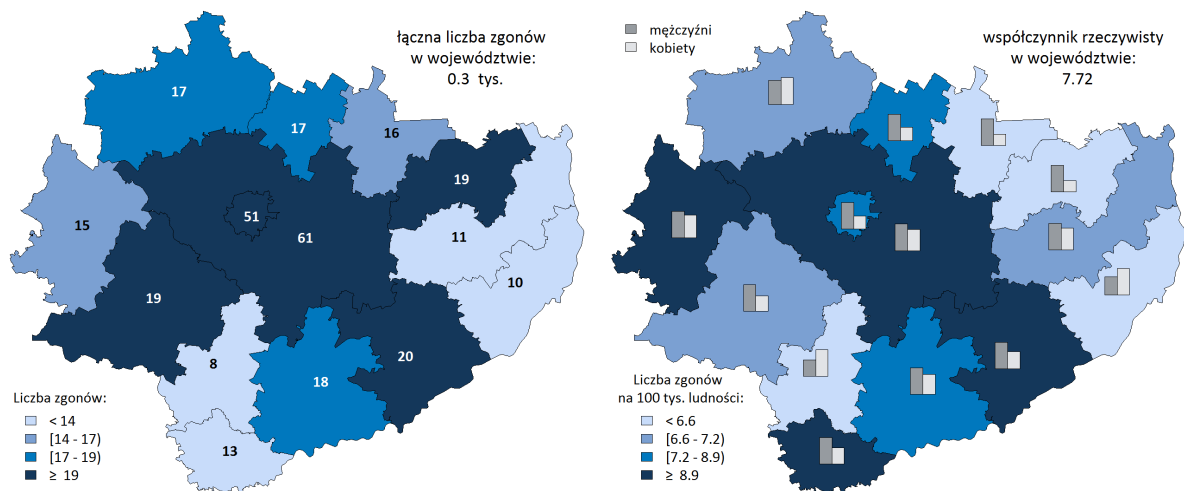 łączna liczba zgonów
w województwie:
0.3 tys.
17
17
16
19
15
51
61
11
10
19
8
18
20
13
Liczba zgonów:
< 14
[14 - 17)
[17 - 19)
≥ 19
mężczyźni
kobiety
współczynnik rzeczywisty
w województwie:
7.72
Liczba zgonów
na 100 tys. ludności:
< 6.6
[6.6 - 7.2)
[7.2 - 8.9)
≥ 8.9